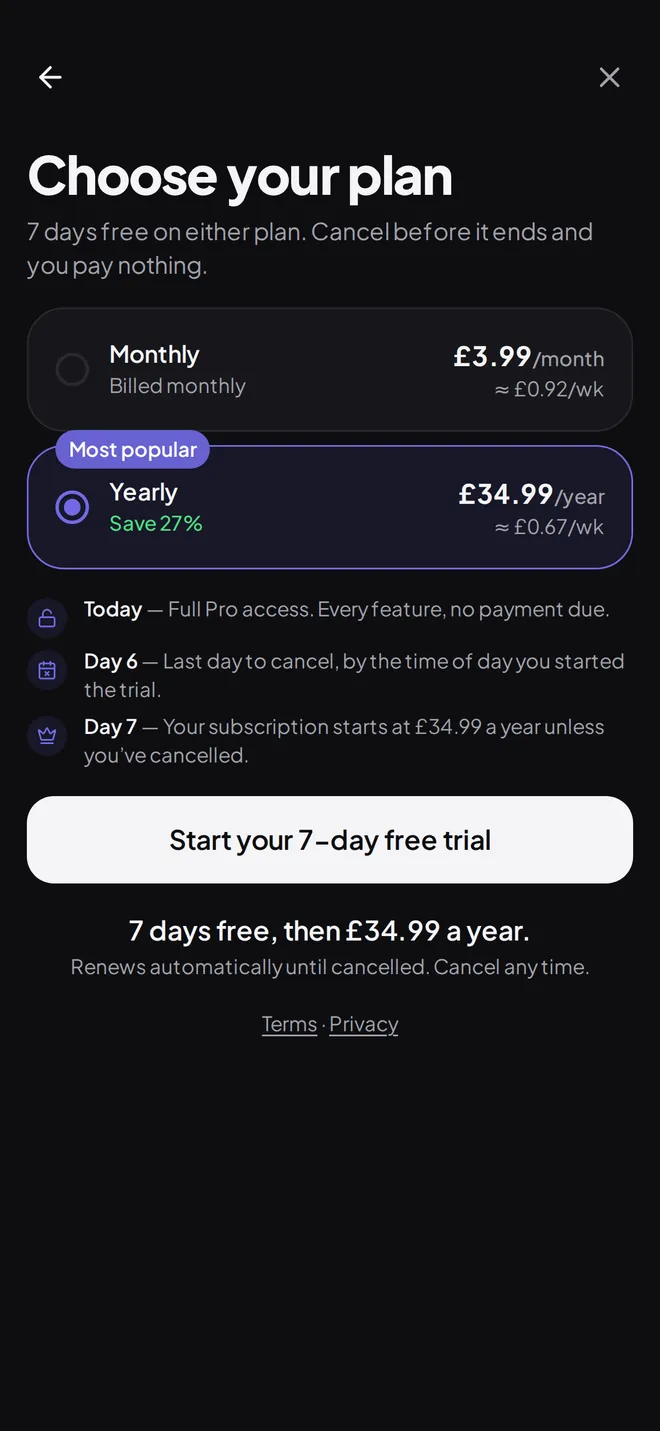 Choose your plan
7 days free on either plan. Cancel before it ends and
you pay nothing.
Monthly
£3.99/month
Billed monthly
≈ £0.92/wk
Most popular
Yearly
£34.99/year
Save 27%
≈ £0.67/wk
Today — Full Pro access. Every feature, no payment due.
Day 6 — Last day to cancel, by the time of day you started
the trial.
Day 7 — Your subscription starts at £34.99 a year unless
you’ve cancelled.
Start your 7-day free trial
7 days free, then £34.99 a year.
Renews automatically until cancelled. Cancel any time.
Terms · Privacy